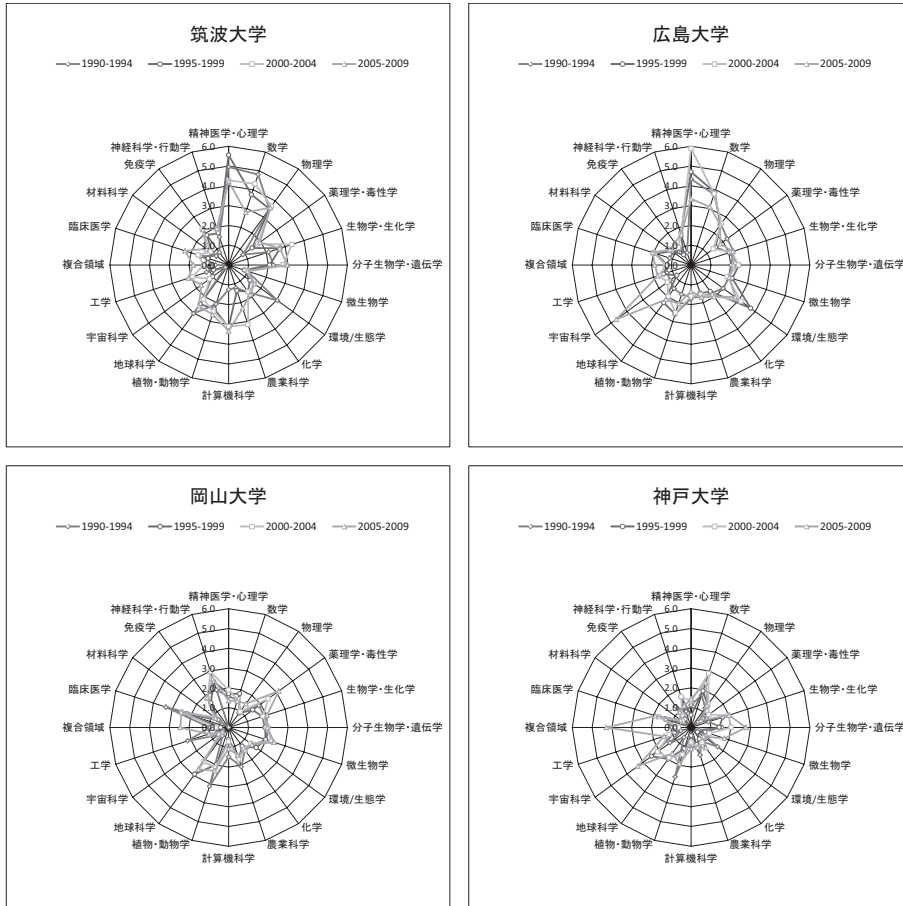 筑波大学
1990-1994 1995-1999 2000-2004 2005-2009
精神医学・心理学
神経科学・行動学 数学
免疫学 物理学
材料科学 薬理学・毒性学
臨床医学 生物学・生化学
複合領域 分子生物学・遺伝学
工学 微生物学
宇宙科学 環境/生態学
地球科学 化学
植物・動物学 農業科学
計算機科学
6.0
5.0
4.0
3.0
2.0
1.0
0.0
広島大学
1990-1994 1995-1999 2000-2004 2005-2009
精神医学・心理学
神経科学・行動学 数学
免疫学 物理学
材料科学 薬理学・毒性学
臨床医学 生物学・生化学
複合領域 分子生物学・遺伝学
工学 微生物学
宇宙科学 環境/生態学
地球科学 化学
植物・動物学 農業科学
計算機科学
6.0
5.0
4.0
3.0
2.0
1.0
0.0
岡山大学
1990-1994 1995-1999 2000-2004 2005-2009
精神医学・心理学
神経科学・行動学 数学
免疫学 物理学
材料科学 薬理学・毒性学
臨床医学 生物学・生化学
複合領域 分子生物学・遺伝学
工学 微生物学
宇宙科学 環境/生態学
地球科学 化学
植物・動物学 農業科学
計算機科学
6.0
5.0
4.0
3.0
2.0
1.0
0.0
神戸大学
1990-1994 1995-1999 2000-2004 2005-2009
精神医学・心理学
神経科学・行動学 数学
免疫学 物理学
材料科学 薬理学・毒性学
臨床医学 生物学・生化学
複合領域 分子生物学・遺伝学
工学 微生物学
宇宙科学 環境/生態学
地球科学 化学
植物・動物学 農業科学
計算機科学
6.0
5.0
4.0
3.0
2.0
1.0
0.0